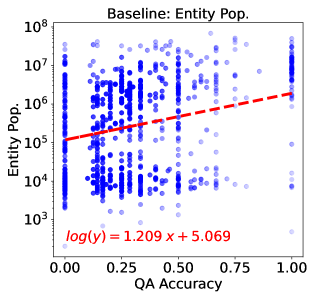 Baseline: Entity Pop.
10^8
10^7
10^6
10^5
10^4
10^3
Entity Pop.
log(y) = 1.209 x + 5.069
0.00 0.25 0.50 0.75 1.00
QA Accuracy